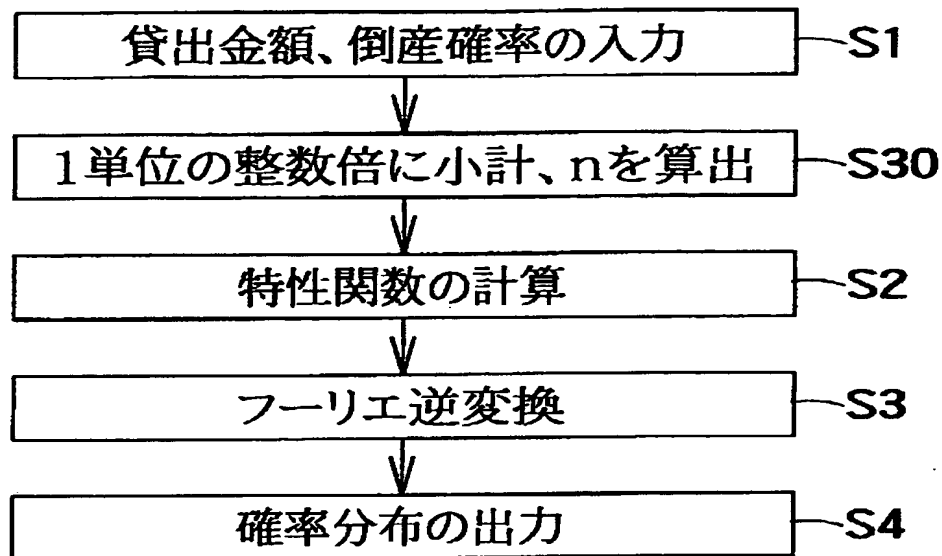 貸出金額、倒産確率の入力 S1
1単位の整数倍に小計、nを算出 S30
特性関数の計算 S2
フーリエ逆変換 S3
確率分布の出力 S4